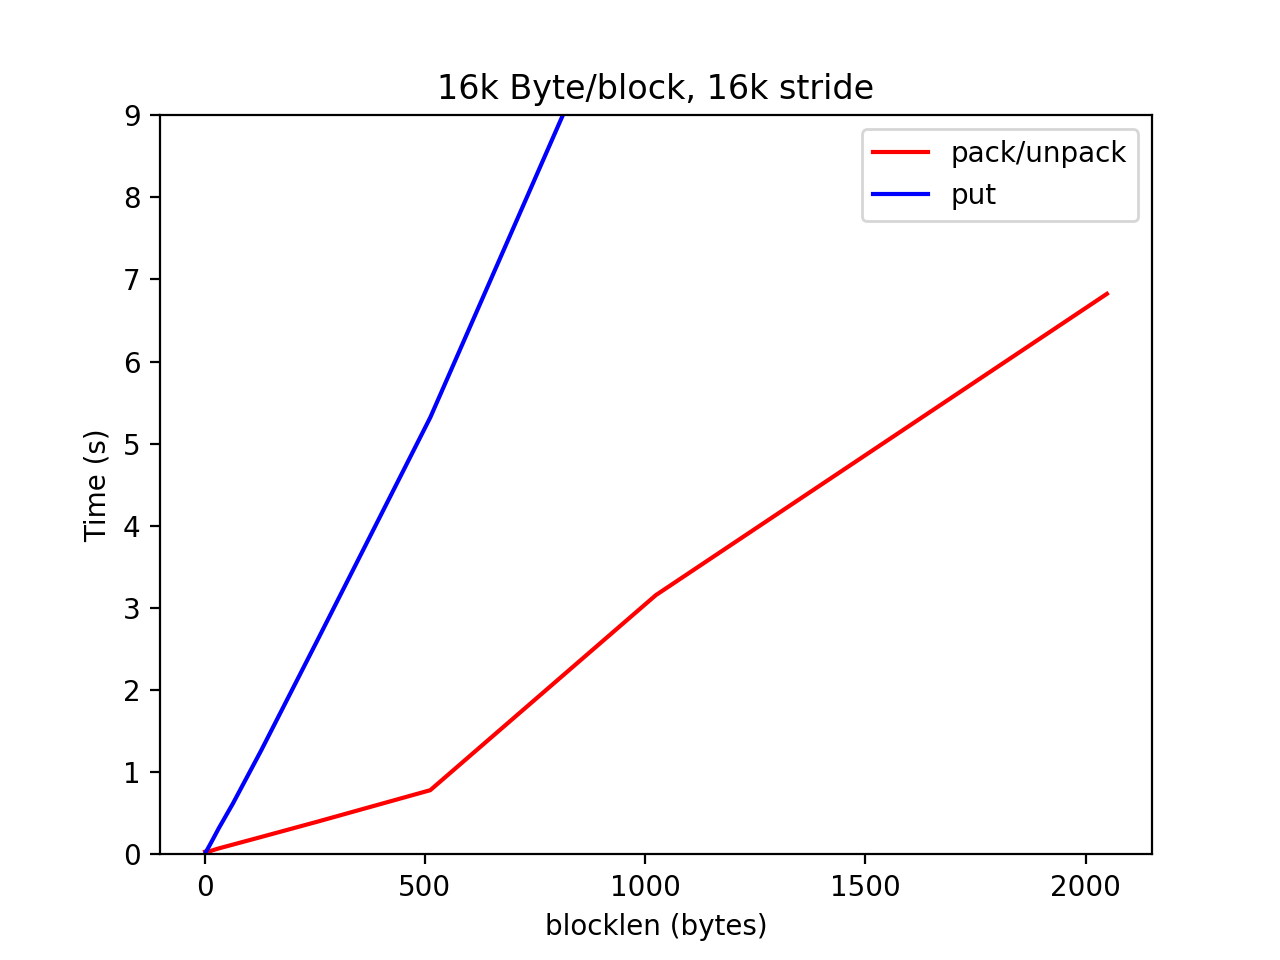 16k Byte/block, 16k stride
9
8
7
6
5
4
3
2
1
0
Time (s)
pack/unpack
put
0 500 1000 1500 2000
blocklen (bytes)